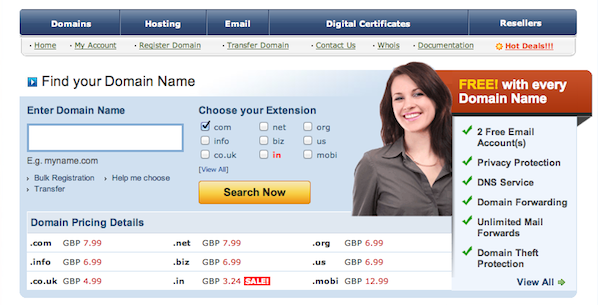 Domains Hosting Email Digital Certificates Resellers
Home My Account Register Domain Transfer Domain Contact Us Whois Documentation Hot Deals!!!
Find your Domain Name
Enter Domain Name
E.g. myname.com
Bulk Registration Help me choose
Transfer
Choose your Extension
com net org
info biz us
co.uk in mobi
[View All]
Search Now
FREE! with every
Domain Name
2 Free Email
Account(s)
Privacy Protection
DNS Service
Domain Forwarding
Unlimited Mail
Forwards
Domain Theft
Protection
View All
Domain Pricing Details
.com GBP 7.99 .net GBP 7.99 .org GBP 6.99
.info GBP 6.99 .biz GBP 6.99 .us GBP 6.99
.co.uk GBP 4.99 .in GBP 3.24 SALE! .mobi GBP 12.99